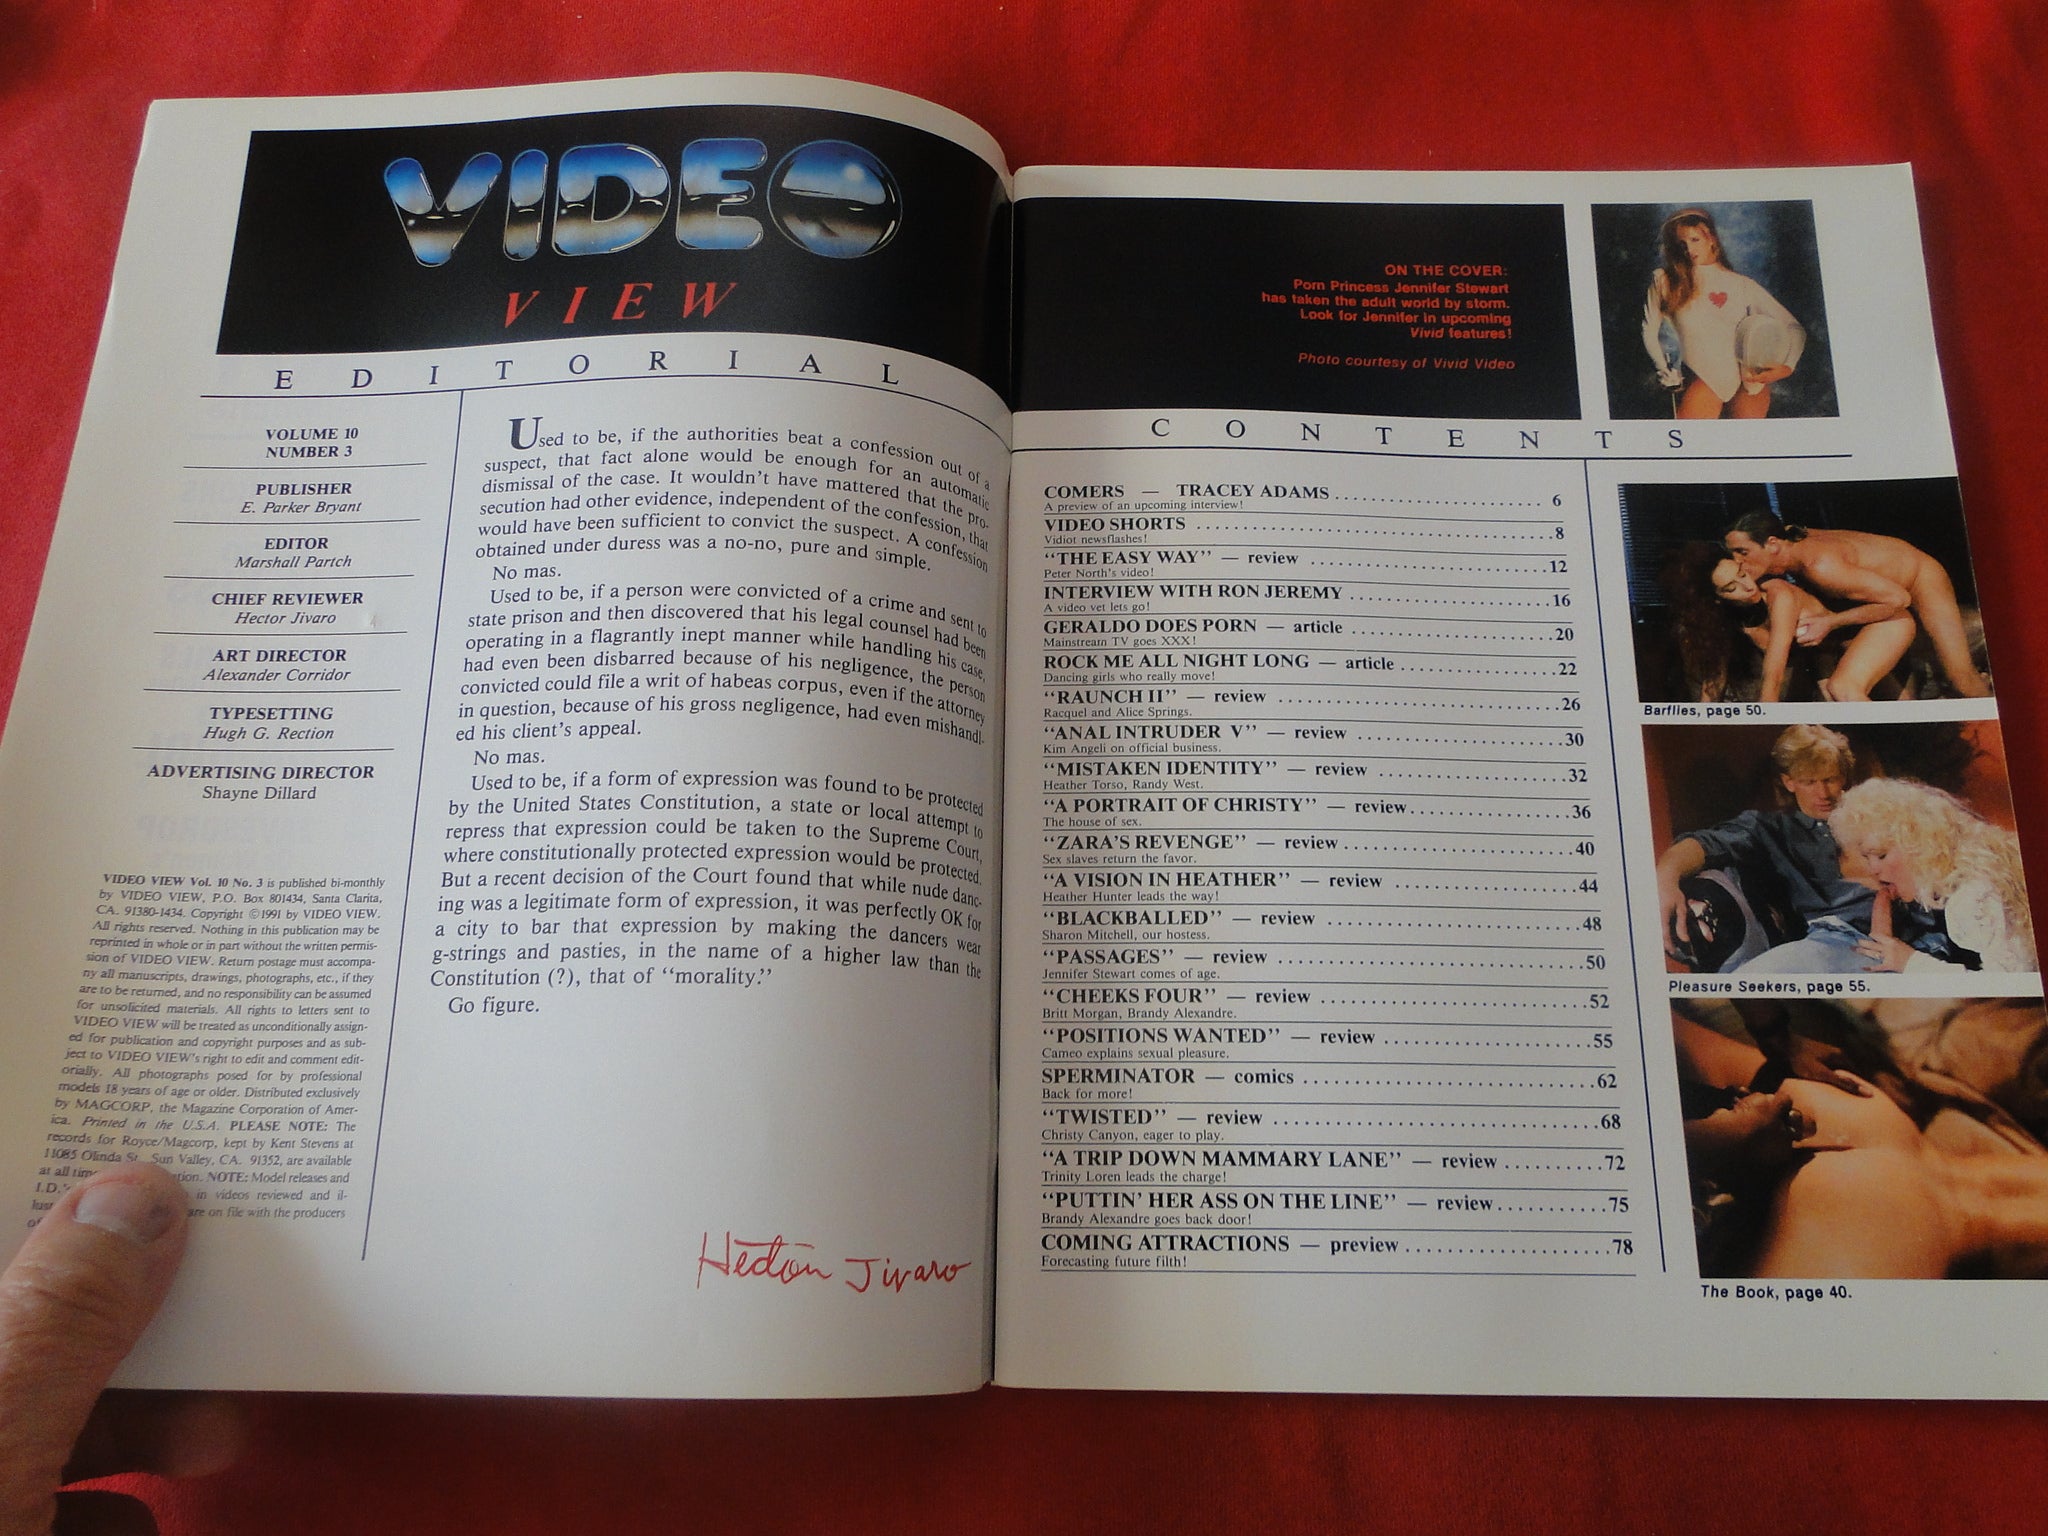 VIDEO
VIEW
EDITORIAL
VOLUME 10
NUMBER 3
PUBLISHER
E. Parker Bryant
EDITOR
Marshall Partch
CHIEF REVIEWER
Hector Jivaro
ART DIRECTOR
Alexander Corridor
TYPESETTING
Hugh G. Rection
ADVERTISING DIRECTOR
Shayne Dillard
VIDEO VIEW Vol. 10 No. 3 is published bi-monthly
by VIDEO VIEW, P.O. Box 801434, Santa Clarita,
CA. 91380-1434. Copyright ©1991 by VIDEO VIEW.
All rights reserved. Nothing in this publication may be
reprinted in whole or in part without the written permis-
sion of VIDEO VIEW. Return postage must accompa-
ny all manuscripts, drawings, photographs, etc., if they
are to be returned, and no responsibility can be assumed
for unsolicited materials. All rights to letters sent to
VIDEO VIEW will be treated as unconditionally assign-
ed for publication and copyright purposes and as sub-
ject to VIDEO VIEW's right to edit and comment edit-
orially. All photographs posed for by professional
models 18 years of age or older. Distributed exclusively
by MAGCORP, the Magazine Corporation of Amer-
ica. Printed in the U.S.A. PLEASE NOTE: The
records for Royce/Magcorp, kept by Kent Stevens at
11085 Olinda St., Sun Valley, CA. 91352, are available
at all NOTE: Model releases and
I.D. in videos reviewed and il-
are on file with the producers
Used to be, if the authorities beat a confession out of a
suspect, that fact alone would be enough for an automatic
dismissal of the case. It wouldn't have mattered that the pro-
secution had other evidence, independent of the confession, that
would have been sufficient to convict the suspect. A confession
obtained under duress was a no-no, pure and simple.
No mas.
Used to be, if a person were convicted of a crime and sent to
state prison and then discovered that his legal counsel had been
operating in a flagrantly inept manner while handling his case,
had even been disbarred because of his negligence, the person
convicted could file a writ of habeas corpus, even if the attorney
in question, because of his gross negligence, had even mishandl-
ed his client's appeal.
No mas.
Used to be, if a form of expression was found to be protected
by the United States Constitution, a state or local attempt to
repress that expression could be taken to the Supreme Court,
where constitutionally protected expression would be protected.
But a recent decision of the Court found that while nude danc-
ing was a legitimate form of expression, it was perfectly OK for
a city to bar that expression by making the dancers wear
g-strings and pasties, in the name of a higher law than the
Constitution (?), that of "morality."
Go figure.
Hector Jivaro
ON THE COVER:
Porn Princess Jennifer Stewart
has taken the adult world by storm.
Look for Jennifer in upcoming
Vivid features!
Photo courtesy of Vivid Video
CONTENTS
COMERS — TRACEY ADAMS 6
A preview of an upcoming interview!
VIDEO SHORTS 8
Vidiot newsflashes!
"THE EASY WAY" — review 12
Peter North's video!
INTERVIEW WITH RON JEREMY 16
A video vet lets go!
GERALDO DOES PORN — article 20
Mainstream TV goes XXX!
ROCK ME ALL NIGHT LONG — article 22
Dancing girls who really move!
"RAUNCH II" — review 26
Racquel and Alice Springs.
"ANAL INTRUDER V" — review 30
Kim Angeli on official business.
"MISTAKEN IDENTITY" — review 32
Heather Torso, Randy West.
"A PORTRAIT OF CHRISTY" — review 36
The house of sex.
"ZARA'S REVENGE" — review 40
Sex slaves return the favor.
"A VISION IN HEATHER" — review 44
Heather Hunter leads the way!
"BLACKBALLED" — review 48
Sharon Mitchell, our hostess.
"PASSAGES" — review 50
Jennifer Stewart comes of age.
"CHEEKS FOUR" — review 52
Britt Morgan, Brandy Alexandre.
"POSITIONS WANTED" — review 55
Cameo explains sexual pleasure.
SPERMINATOR — comics 62
Back for more!
"TWISTED" — review 68
Christy Canyon, eager to play.
"A TRIP DOWN MAMMARY LANE" — review 72
Trinity Loren leads the charge!
"PUTTIN' HER ASS ON THE LINE" — review 75
Brandy Alexandre goes back door!
COMING ATTRACTIONS — preview 78
Forecasting future filth!
Barflies, page 50.
Pleasure Seekers, page 55.
The Book, page 40.